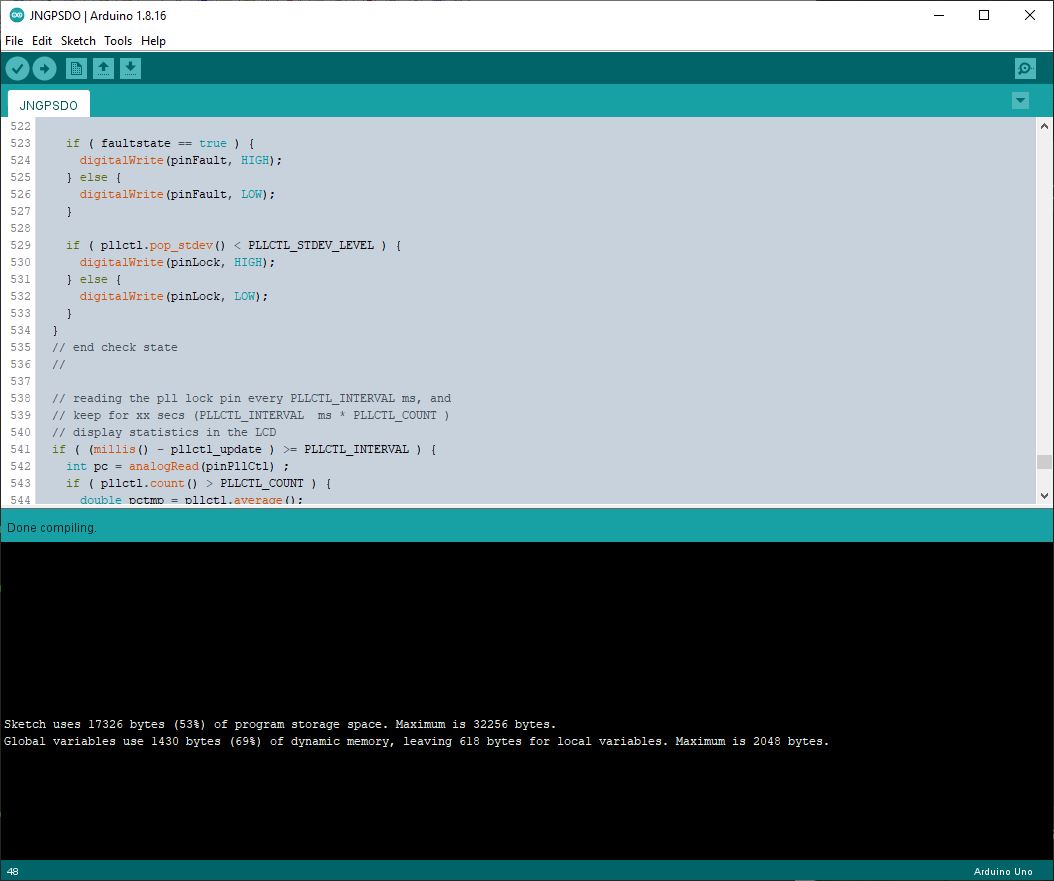 JNGPSDO | Arduino 1.8.16
File Edit Sketch Tools Help
JNGPSDO
522
523 if ( faultstate == true ) {
524 digitalWrite(pinFault, HIGH);
525 } else {
526 digitalWrite(pinFault, LOW);
527 }
528
529 if ( pllctl.pop_stdev() < PLLCTL_STDEV_LEVEL ) {
530 digitalWrite(pinLock, HIGH);
531 } else {
532 digitalWrite(pinLock, LOW);
533 }
534 }
535 // end check state
536 //
537
538 // reading the pll lock pin every PLLCTL_INTERVAL ms, and
539 // keep for xx secs (PLLCTL_INTERVAL  ms * PLLCTL_COUNT )
540 // display statistics in the LCD
541 if ( (millis() - pllctl_update ) >= PLLCTL_INTERVAL ) {
542 int pc = analogRead(pinPllCtl) ;
543 if ( pllctl.count() > PLLCTL_COUNT ) {
544 double pctmp = pllctl.average();
Done compiling.
Sketch uses 17326 bytes (53%) of program storage space. Maximum is 32256 bytes.
Global variables use 1430 bytes (69%) of dynamic memory, leaving 618 bytes for local variables. Maximum is 2048 bytes.
48 Arduino Uno